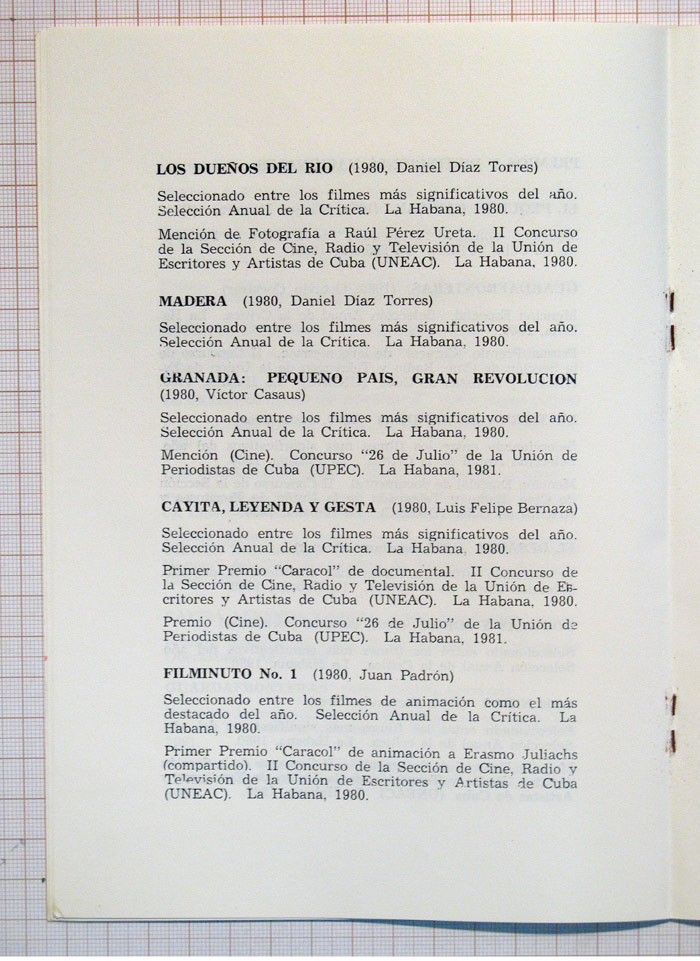 LOS DUEÑOS DEL RIO (1980, Daniel Díaz Torres)
Seleccionado entre los filmes más significativos del año.
Selección Anual de la Crítica. La Habana, 1980.
Mención de Fotografía a Raúl Pérez Ureta. II Concurso
de la Sección de Cine, Radio y Televisión de la Unión de
Escritores y Artistas de Cuba (UNEAC). La Habana, 1980.
MADERA (1980, Daniel Díaz Torres)
Seleccionado entre los filmes más significativos del año.
Selección Anual de la Crítica. La Habana, 1980.
GRANADA: PEQUENO PAIS, GRAN REVOLUCION
(1980, Víctor Casaus)
Seleccionado entre los filmes más significativos del año.
Selección Anual de la Crítica. La Habana, 1980.
Mención (Cine). Concurso "26 de Julio" de la Unión de
Periodistas de Cuba (UPEC). La Habana, 1981.
CAYITA, LEYENDA Y GESTA (1980, Luis Felipe Bernaza)
Seleccionado entre los filmes más significativos del año.
Selección Anual de la Crítica. La Habana, 1980.
Primer Premio "Caracol" de documental. II Concurso de
la Sección de Cine, Radio y Televisión de la Unión de Es-
critores y Artistas de Cuba (UNEAC). La Habana, 1980.
Premio (Cine). Concurso "26 de Julio" de la Unión de
Periodistas de Cuba (UPEC). La Habana, 1981.
FILMINUTO No. 1 (1980, Juan Padrón)
Seleccionado entre los filmes de animación como el más
destacado del año. Selección Anual de la Crítica. La
Habana, 1980.
Primer Premio "Caracol" de animación a Erasmo Juliachs
(compartido). II Concurso de la Sección de Cine, Radio y
Televisión de la Unión de Escritores y Artistas de Cuba
(UNEAC). La Habana, 1980.